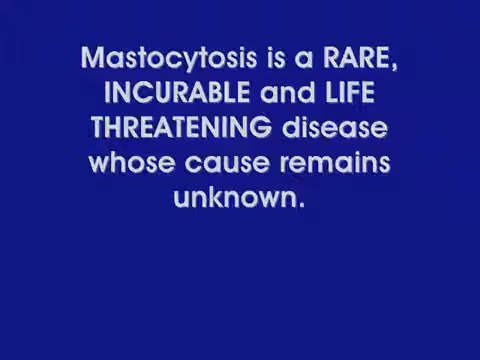 Mastocytosis is a RARE,
INCURABLE and LIFE
THREATENING disease
whose cause remains
unknown.